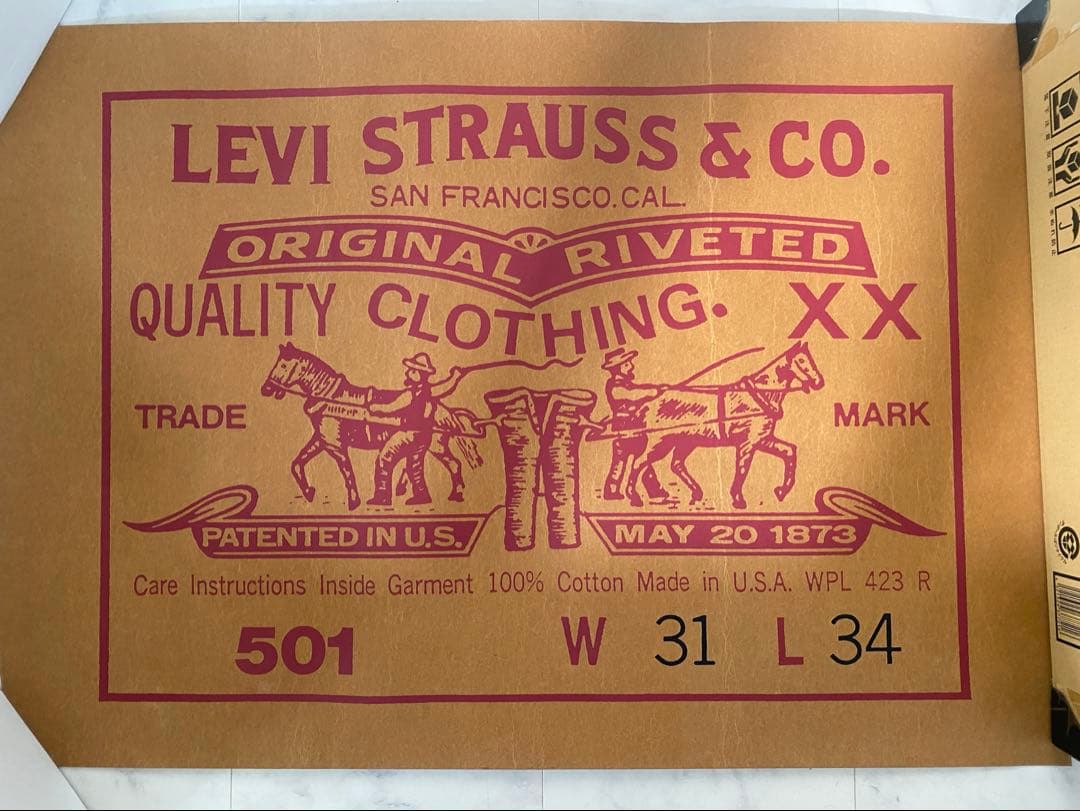 LEVI STRAUSS & CO.
SAN FRANCISCO. CAL.
ORIGINAL RIVETED
QUALITY CLOTHING. XX
TRADE MARK
PATENTED IN U.S. MAY 20 1873
Care Instructions Inside Garment 100% Cotton Made in U.S.A. WPL 423 R
501 W 31 L 34